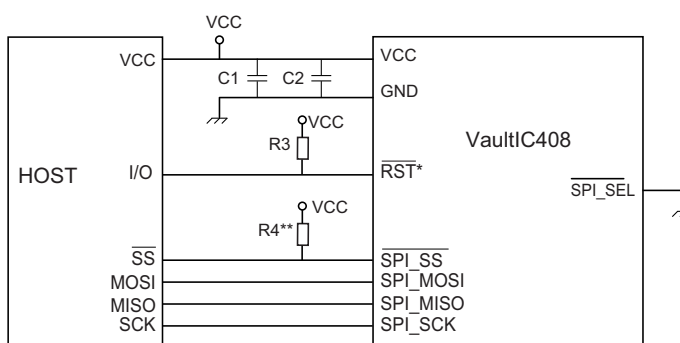 VCC
VCC
C1
C2
VCC
GND
VCC
R3
VaultIC408
HOST
I/O
RST*
SPI_SEL
VCC
R4**
SS
SPI_SS
MOSI
SPI_MOSI
MISO
SPI_MISO
SCK
SPI_SCK